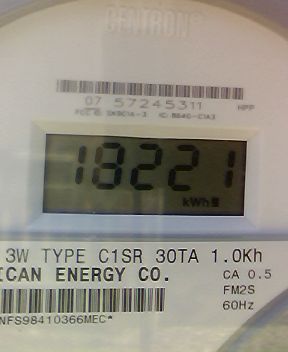 CENTRON®
07 57245311 HPP
18221
kWh
3W TYPE C1SR 30TA 1.0Kh
ICAN ENERGY CO. CA 0.5
FM2S
60Hz
NFS98410366MEC*